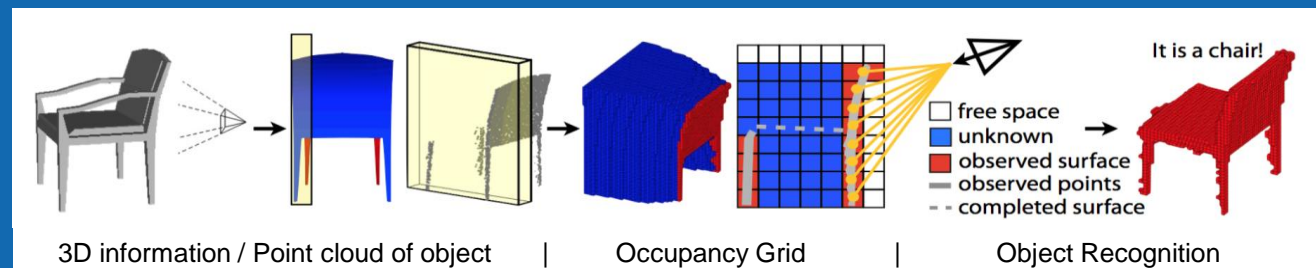 It is a chair!
free space
unknown
observed surface
observed points
completed surface
3D information / Point cloud of object | Occupancy Grid | Object Recognition